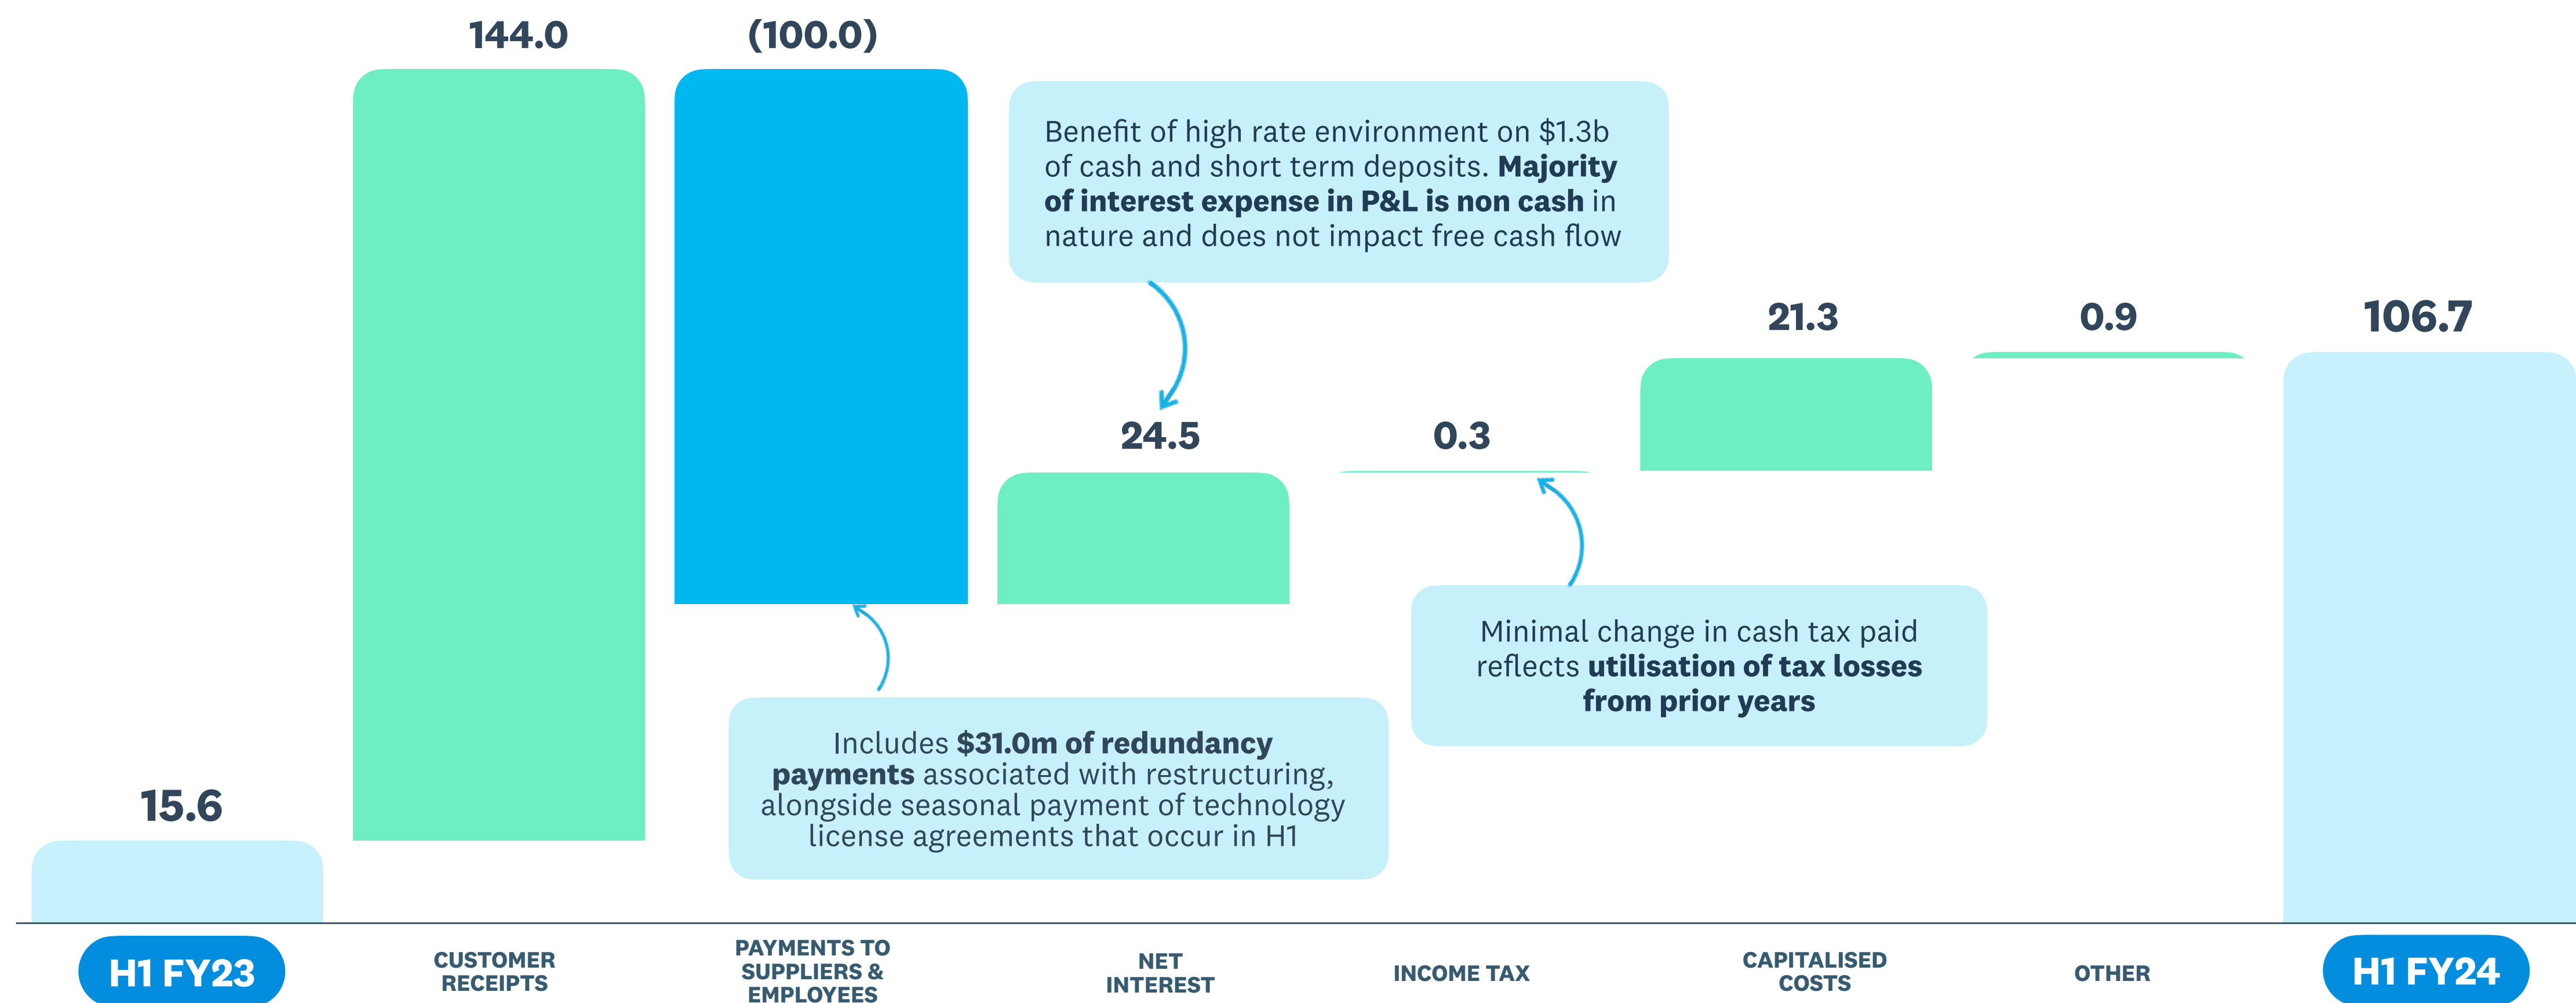 144.0
(100.0)
Benefit of high rate environment on $1.3b
of cash and short term deposits. Majority
of interest expense in P&L is non cash in
nature and does not impact free cash flow
21.3
0.9
106.7
24.5
0.3
Minimal change in cash tax paid
reflects utilisation of tax losses
from prior years
Includes $31.0m of redundancy
payments associated with restructuring,
alongside seasonal payment of technology
license agreements that occur in H1
15.6
H1 FY23
CUSTOMER
RECEIPTS
PAYMENTS TO
SUPPLIERS &
EMPLOYEES
NET
INTEREST
INCOME TAX
CAPITALISED
COSTS
OTHER
H1 FY24